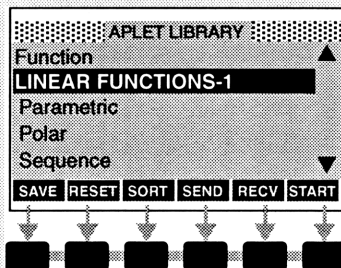 APLET LIBRARY
Function
LINEAR FUNCTIONS-1
Parametric
Polar
Sequence
SAVE RESET SORT SEND RECV START